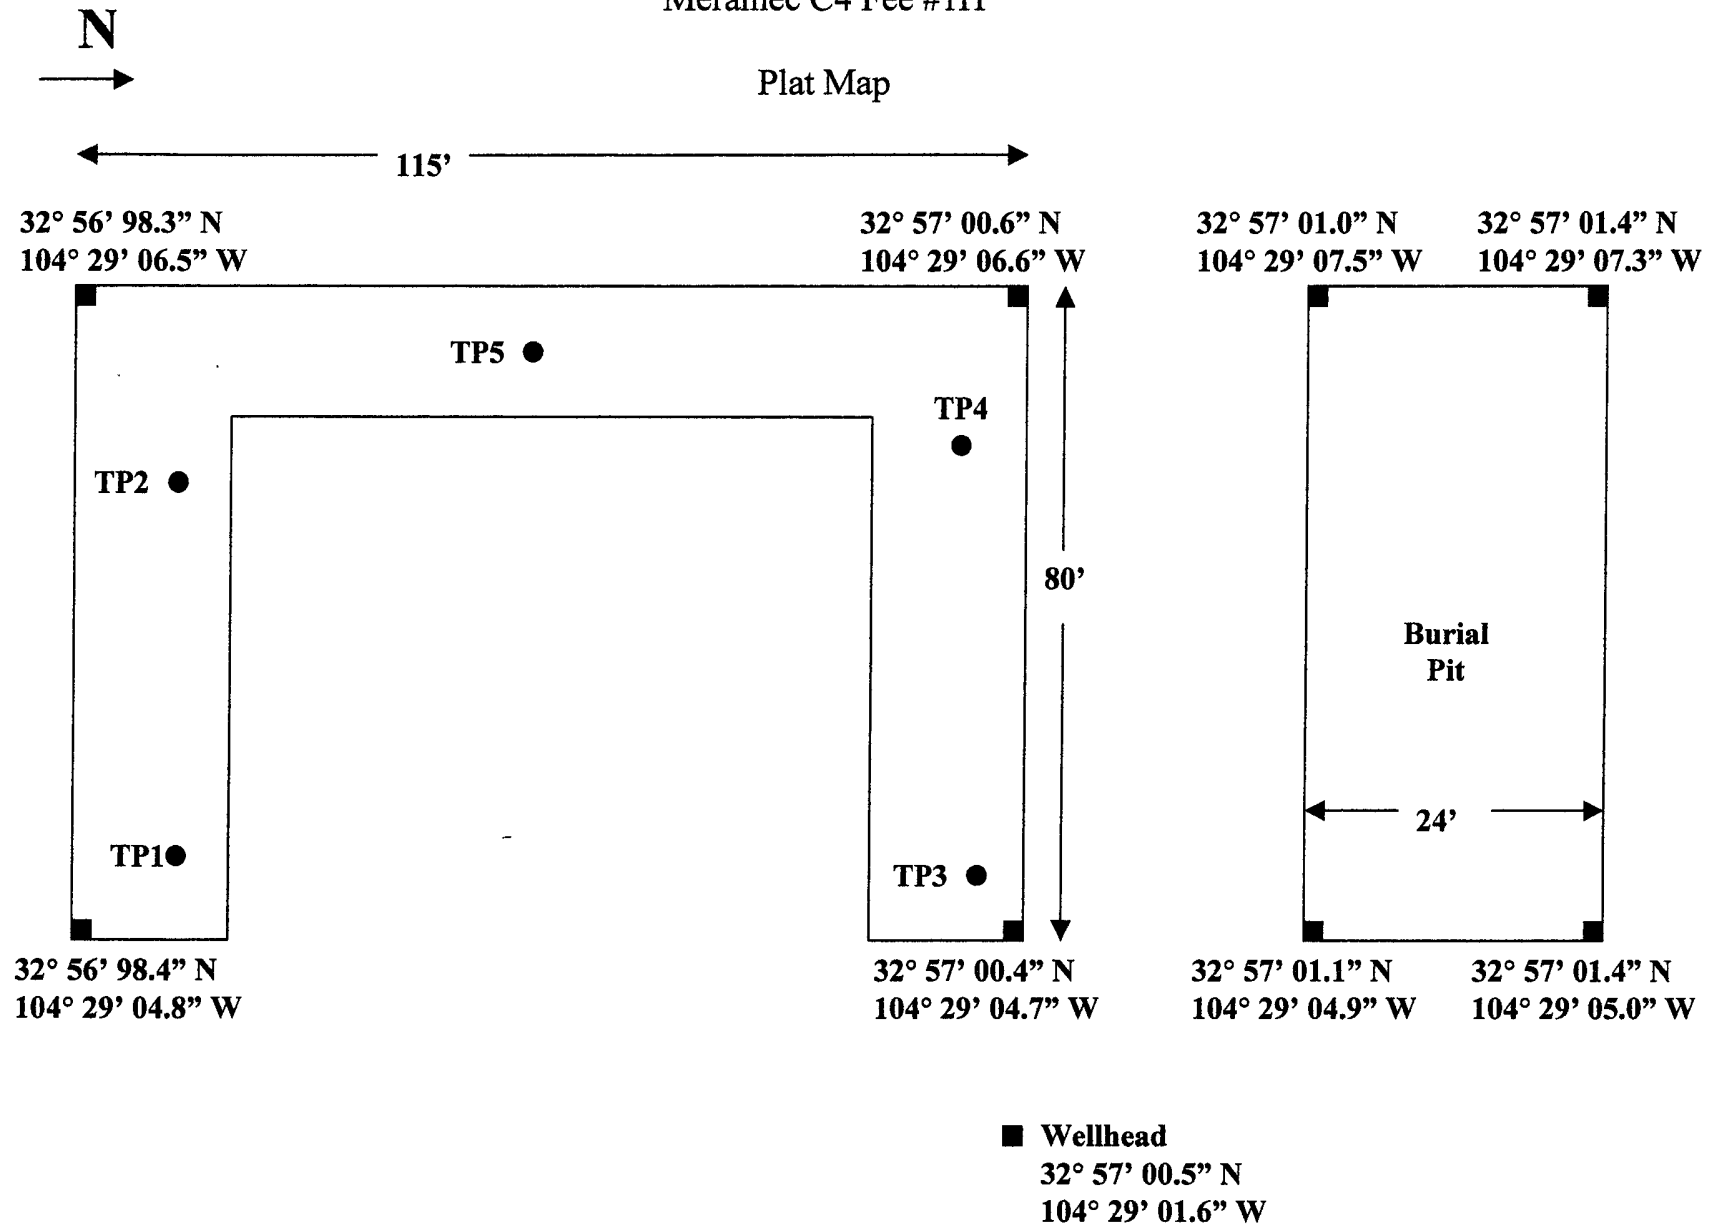 Meramec C4 Fee #1H
N
Plat Map
115’
32° 56’ 98.3” N
104° 29’ 06.5” W
32° 57’ 00.6” N
104° 29’ 06.6” W
32° 57’ 01.0” N
104° 29’ 07.5” W
32° 57’ 01.4” N
104° 29’ 07.3” W
TP5
TP4
TP2
80’
Burial
Pit
24’
TP1
TP3
32° 56’ 98.4” N
104° 29’ 04.8” W
32° 57’ 00.4” N
104° 29’ 04.7” W
32° 57’ 01.1” N
104° 29’ 04.9” W
32° 57’ 01.4” N
104° 29’ 05.0” W
Wellhead
32° 57’ 00.5” N
104° 29’ 01.6” W